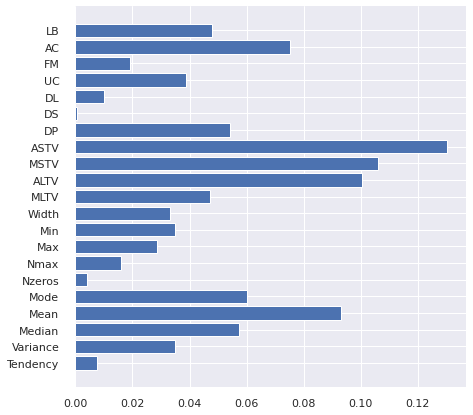 LB
AC
FM
UC
DL
DS
DP
ASTV
MSTV
ALTV
MLTV
Width
Min
Max
Nmax
Nzeros
Mode
Mean
Median
Variance
Tendency
0.00 0.02 0.04 0.06 0.08 0.10 0.12